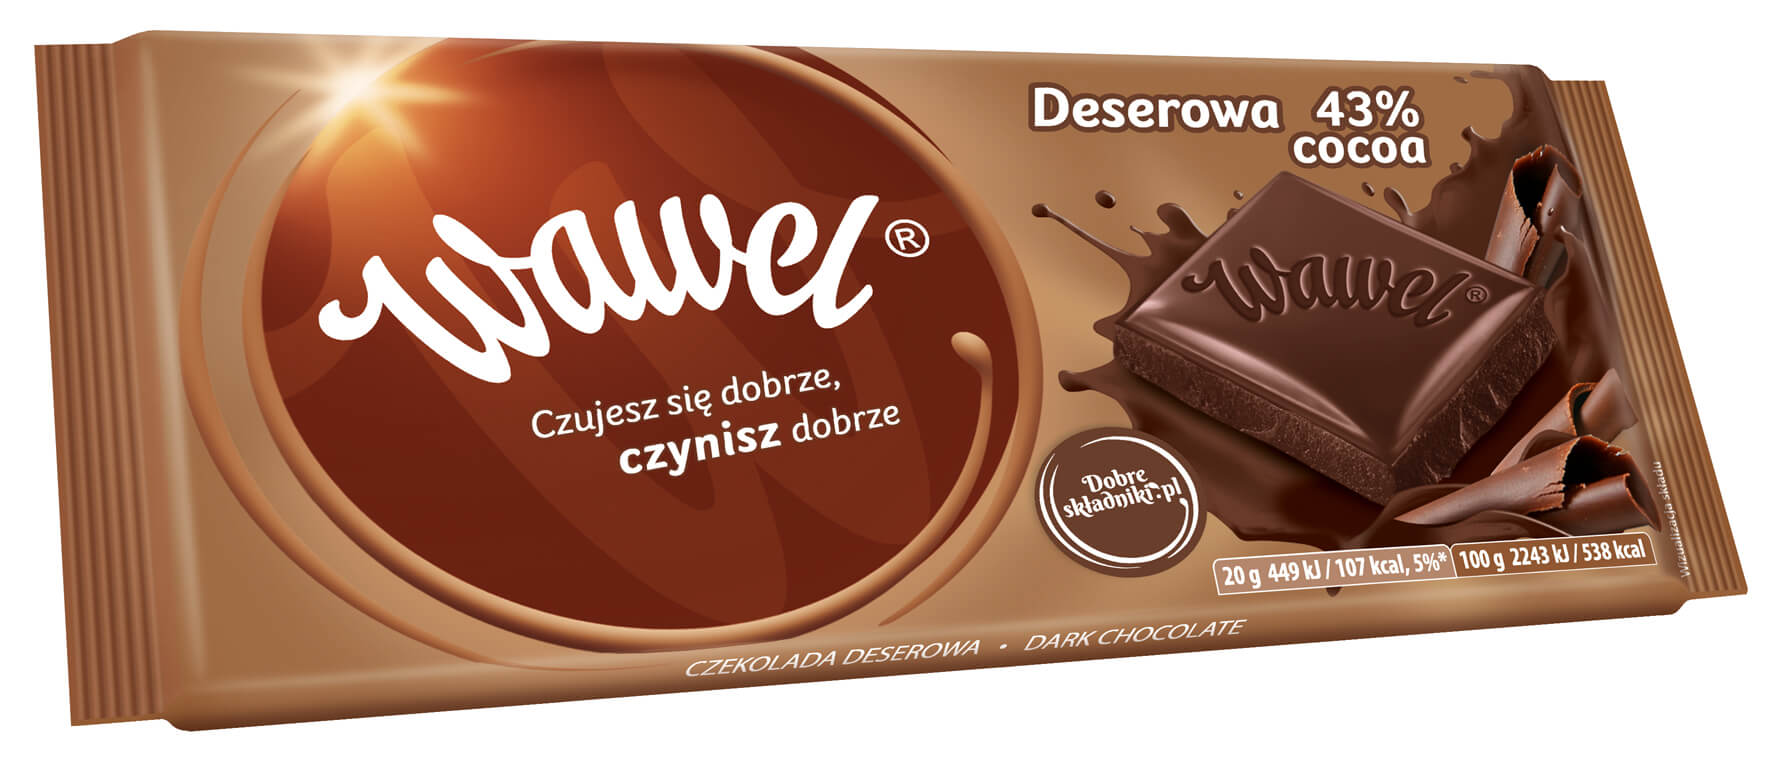 Wawel®
Czujesz się dobrze,
czynisz dobrze
Deserowa 43%
cocoa
Wawel®
Dobre
składniki.pl
20 g 449 kJ / 107 kcal, 5%* 100 g 2243 kJ / 538 kcal
Wizualizacja składu
CZEKOLADA DESEROWA • DARK CHOCOLATE